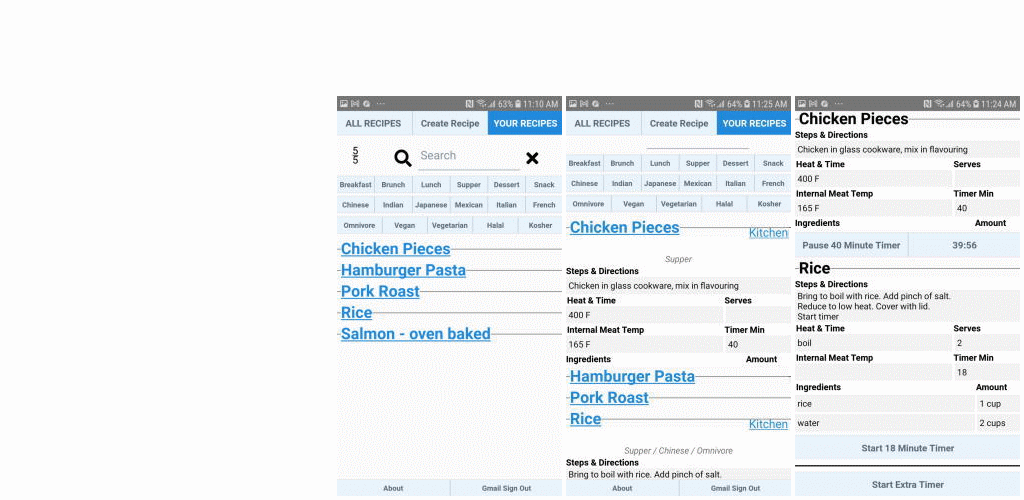 63% 11:10 AM
ALL RECIPES Create Recipe YOUR RECIPES
5
5
Search
Breakfast Brunch Lunch Supper Dessert Snack
Chinese Indian Japanese Mexican Italian French
Omnivore Vegan Vegetarian Halal Kosher
Chicken Pieces
Hamburger Pasta
Pork Roast
Rice
Salmon - oven baked
About Gmail Sign Out
64% 11:25 AM
ALL RECIPES Create Recipe YOUR RECIPES
Breakfast Brunch Lunch Supper Dessert Snack
Chinese Indian Japanese Mexican Italian French
Omnivore Vegan Vegetarian Halal Kosher
Chicken Pieces Kitchen
Supper
Steps & Directions
Chicken in glass cookware, mix in flavouring
Heat & Time Serves
400 F
Internal Meat Temp Timer Min
165 F 40
Ingredients Amount
Hamburger Pasta
Pork Roast
Rice Kitchen
Supper / Chinese / Omnivore
Steps & Directions
Bring to boil with rice. Add pinch of salt.
About Gmail Sign Out
64% 11:24 AM
Chicken Pieces
Steps & Directions
Chicken in glass cookware, mix in flavouring
Heat & Time Serves
400 F
Internal Meat Temp Timer Min
165 F 40
Ingredients Amount
Pause 40 Minute Timer 39:56
Rice
Steps & Directions
Bring to boil with rice. Add pinch of salt.
Reduce to low heat. Cover with lid.
Start timer
Heat & Time Serves
boil 2
Internal Meat Temp Timer Min
18
Ingredients Amount
rice 1 cup
water 2 cups
Start 18 Minute Timer
Start Extra Timer